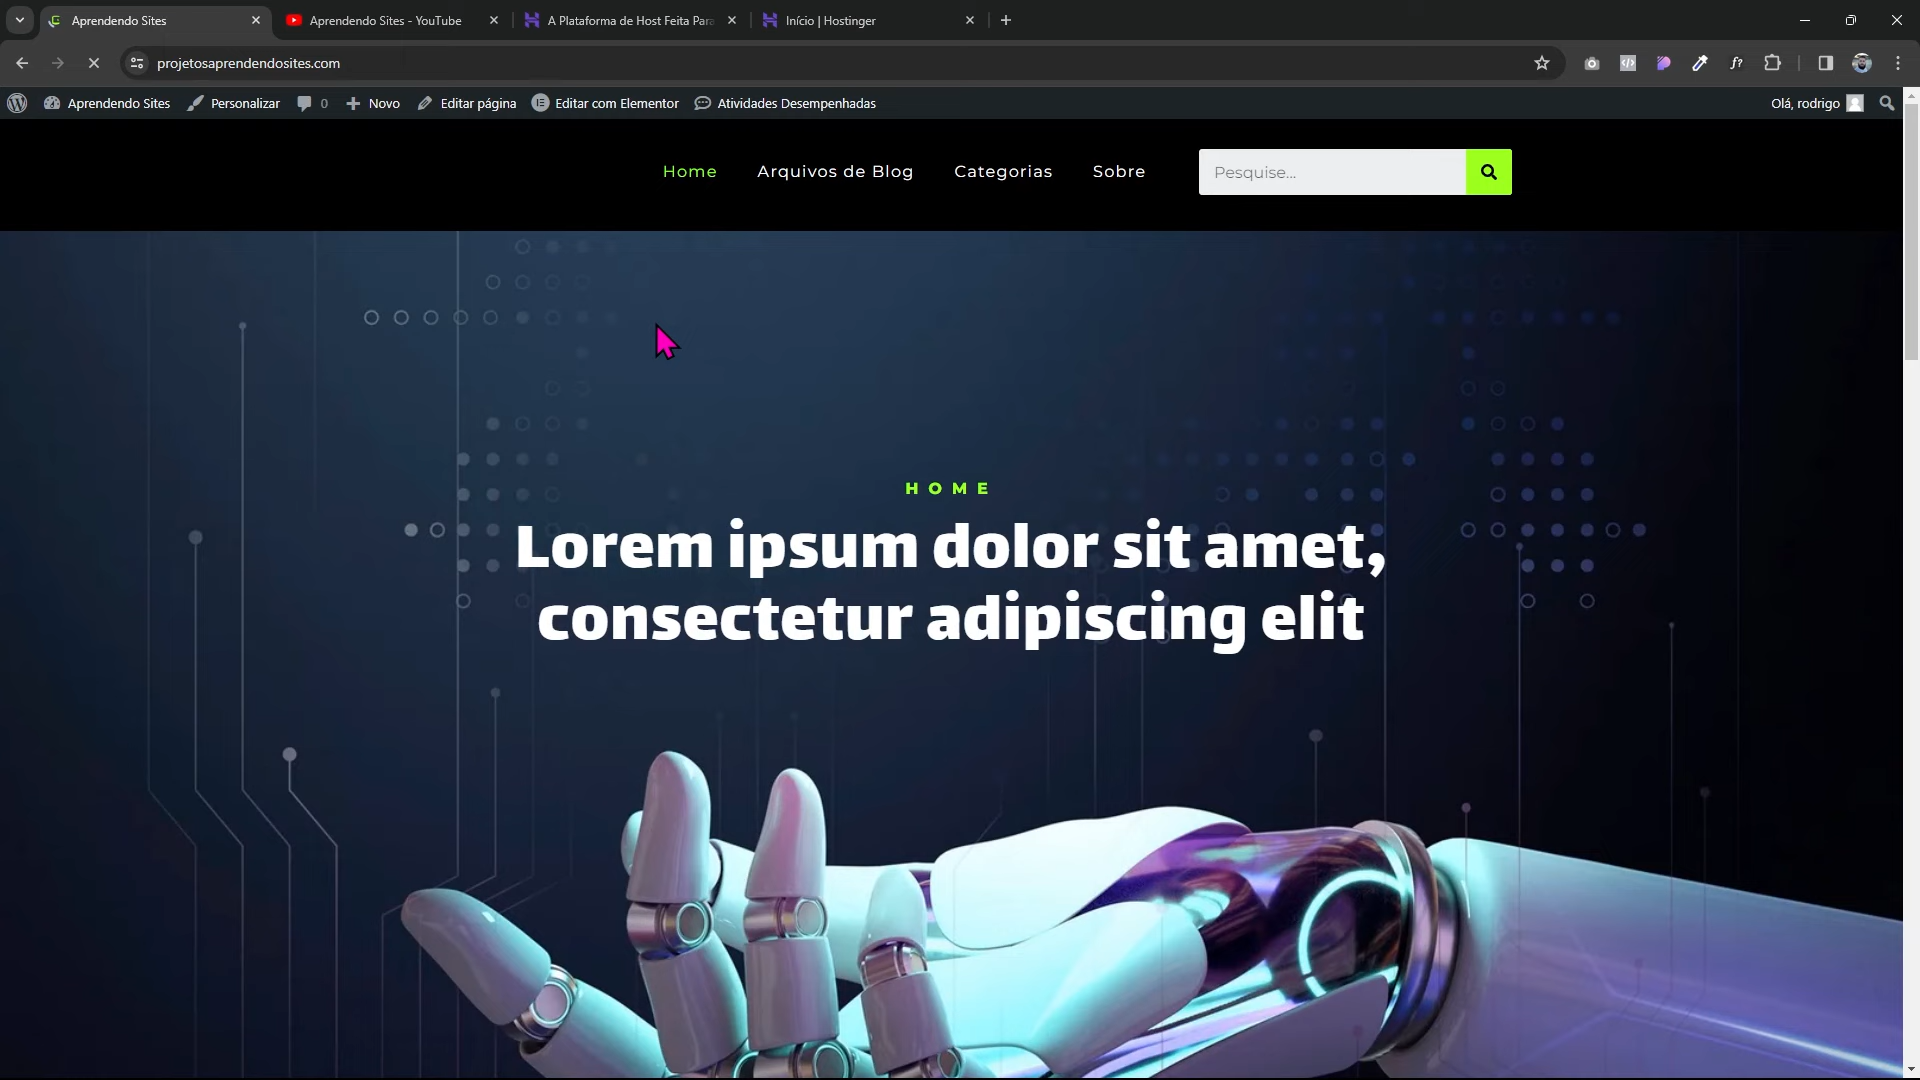 Aprendendo Sites
Aprendendo Sites - YouTube
A Plataforma de Host Feita Para
Início | Hostinger
projetosaprendendosites.com
Aprendendo Sites
Personalizar
0
Novo
Editar página
Editar com Elementor
Atividades Desempenhadas
Olá, rodrigo
Home
Arquivos de Blog
Categorias
Sobre
Pesquise...
HOME
Lorem ipsum dolor sit amet,
consectetur adipiscing elit